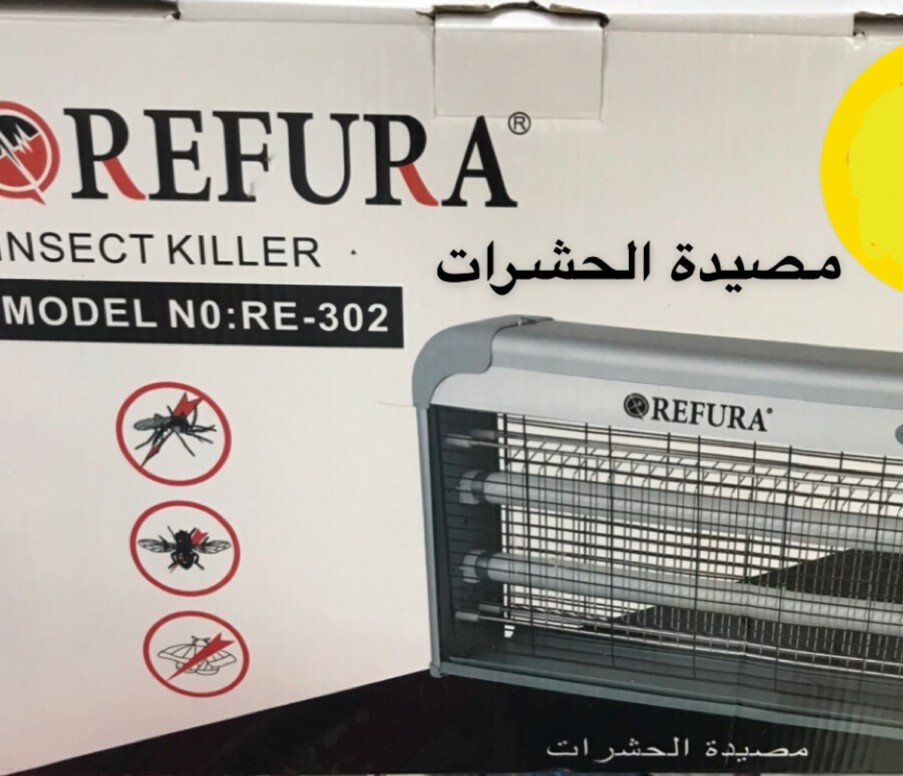 REFURA®
INSECT KILLER
مصيدة الحشرات
MODEL N0:RE-302
REFURA
مصيدة الحشرات